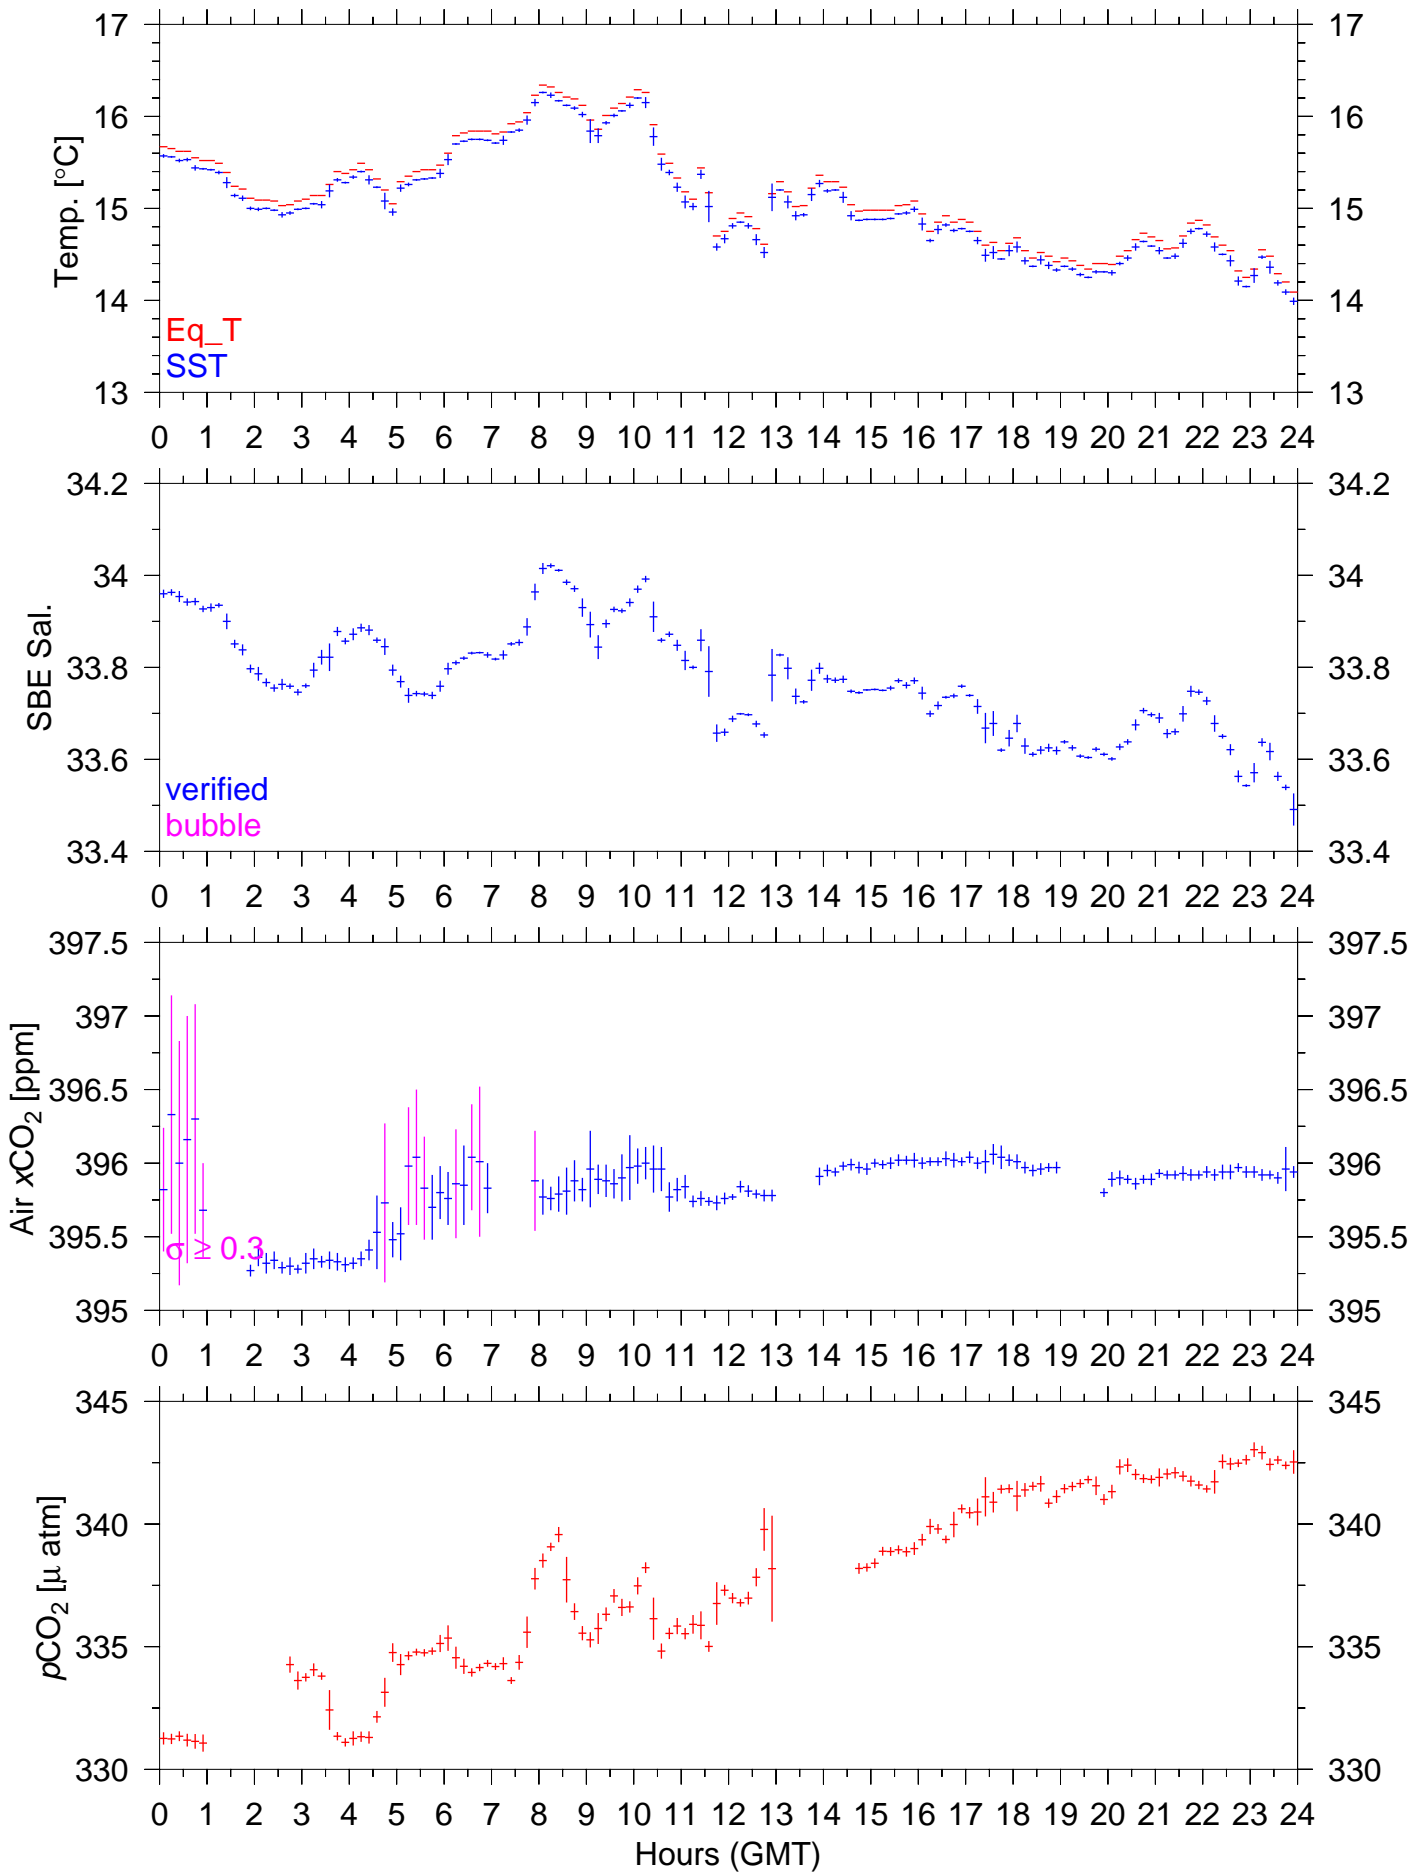 17 17
16 16
15 15
14 14
13 13
Temp. [°C]
Eq_T
SST
0 1 2 3 4 5 6 7 8 9 10 11 12 13 14 15 16 17 18 19 20 21 22 23 24
34.2 34.2
34 34
33.8 33.8
33.6 33.6
33.4 33.4
SBE Sal.
verified
bubble
0 1 2 3 4 5 6 7 8 9 10 11 12 13 14 15 16 17 18 19 20 21 22 23 24
397.5 397.5
397 397
396.5 396.5
396 396
395.5 395.5
395 395
Air xCO₂ [ppm]
σ ≥ 0.3
0 1 2 3 4 5 6 7 8 9 10 11 12 13 14 15 16 17 18 19 20 21 22 23 24
345 345
340 340
335 335
330 330
pCO₂ [μ atm]
0 1 2 3 4 5 6 7 8 9 10 11 12 13 14 15 16 17 18 19 20 21 22 23 24
Hours (GMT)